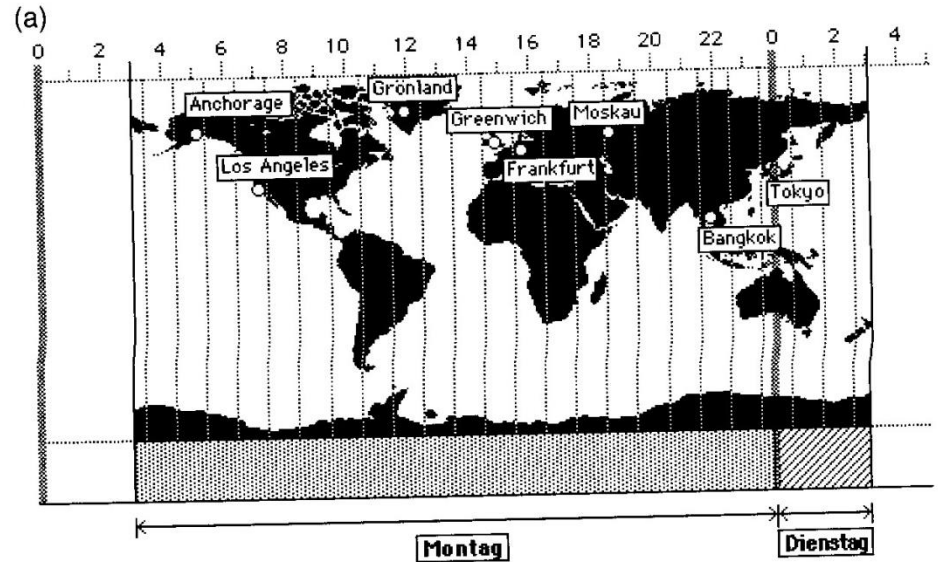 (a)
0 2 4 6 8 10 12 14 16 18 20 22 0 2 4
Anchorage
Grönland
Greenwich
Moskau
Los Angeles
Frankfurt
Tokyo
Bangkok
Montag
Dienstag